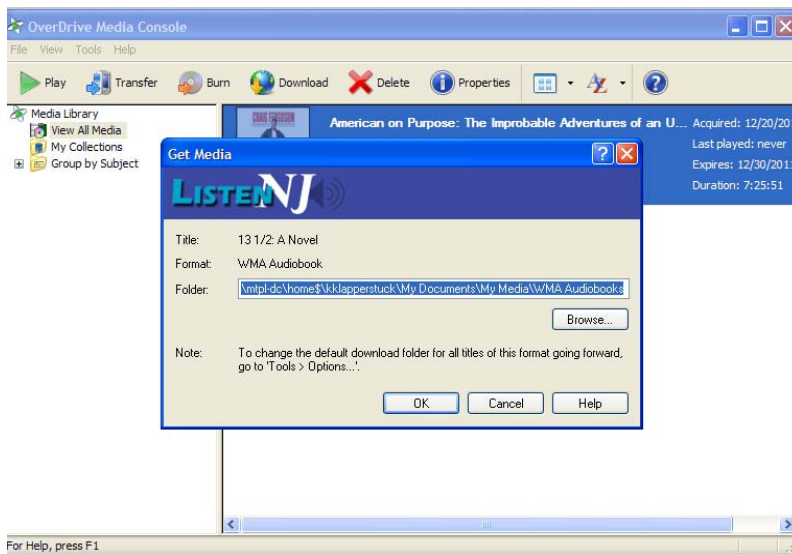 OverDrive Media Console
File View Tools Help
Play Transfer Burn Download Delete Properties
Media Library
View All Media
My Collections
Group by Subject
CRAIG FERGUSON
American on Purpose: The Improbable Adventures of an U... Acquired: 12/20/20
Last played: never
Expires: 12/30/201
Duration: 7:25:51
Get Media
LISTENNJ
Title: 13 1/2: A Novel
Format: WMA Audiobook
Folder: \mtpl-dc\home$\kklapperstuck\My Documents\My Media\WMA Audiobooks
Browse...
Note: To change the default download folder for all titles of this format going forward,
go to 'Tools > Options...'.
OK Cancel Help
For Help, press F1